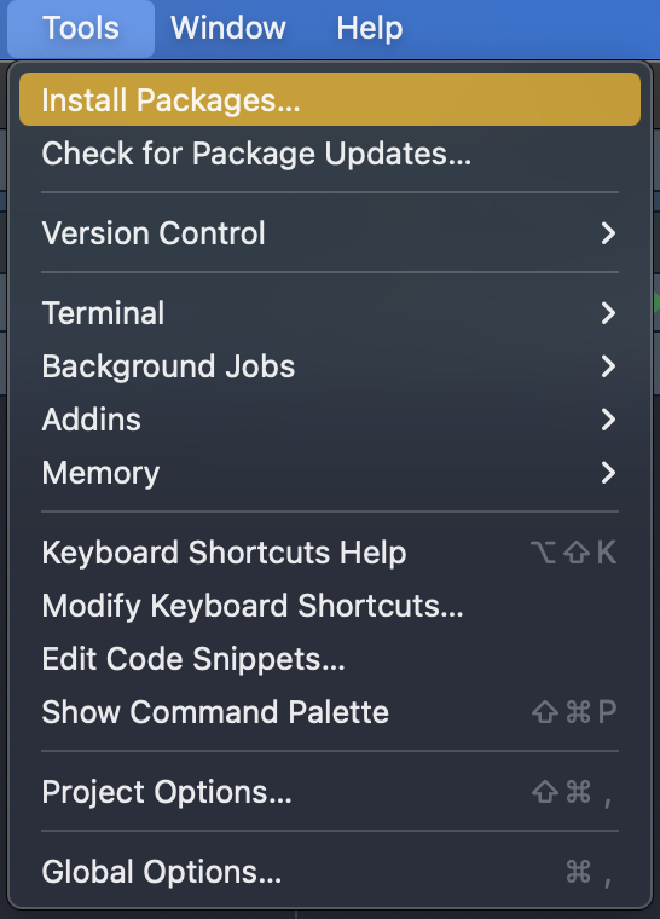 Tools Window Help
Install Packages...
Check for Package Updates...
Version Control
Terminal
Background Jobs
Addins
Memory
Keyboard Shortcuts Help ⌥⇧K
Modify Keyboard Shortcuts...
Edit Code Snippets...
Show Command Palette ⇧⌘P
Project Options... ⇧⌘,
Global Options... ⌘,